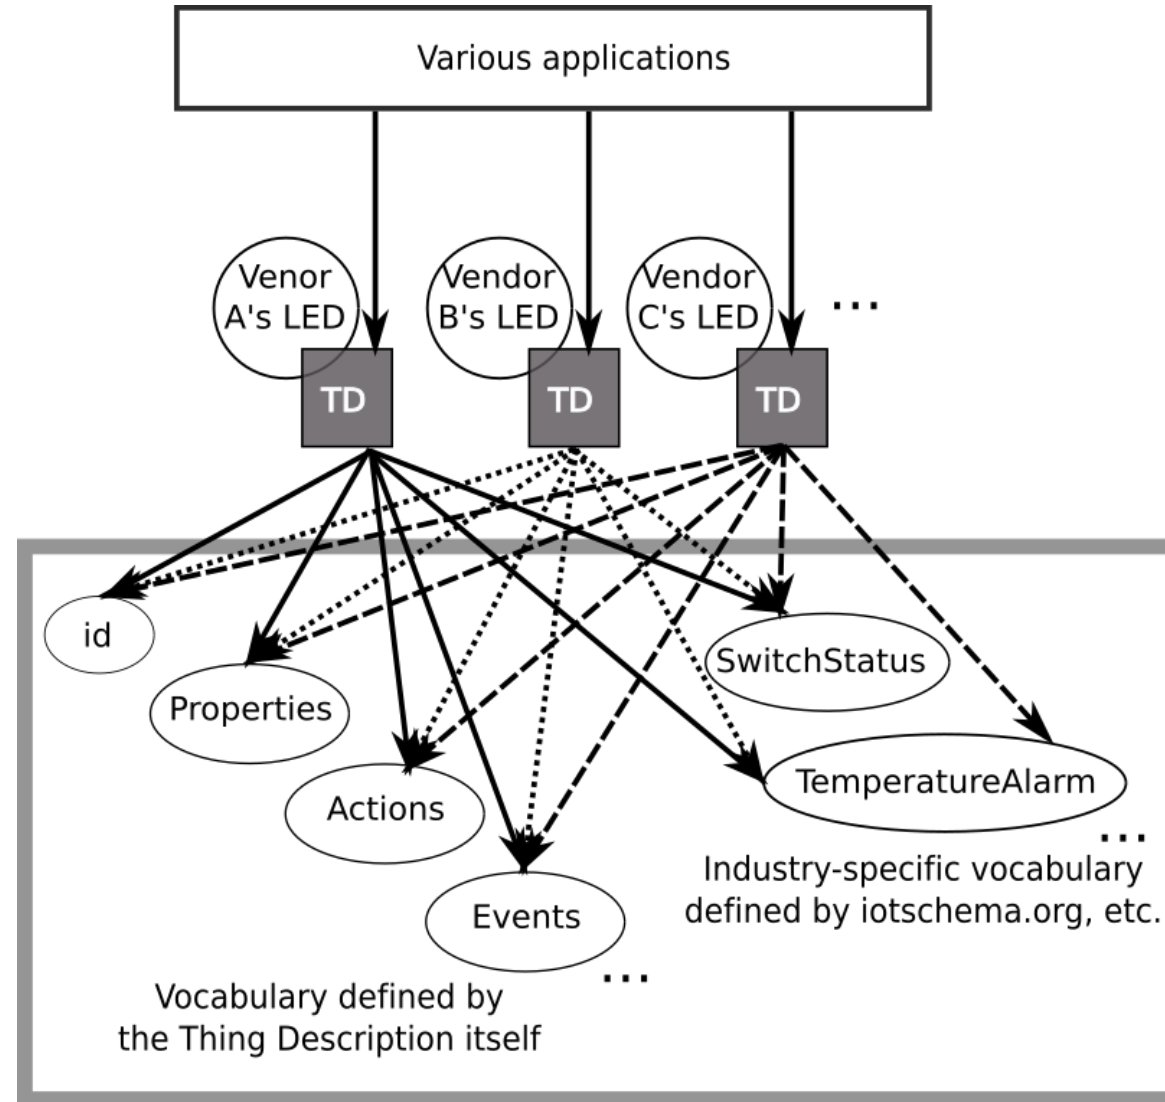 Various applications
Venor
A's LED
Vendor
B's LED
Vendor
C's LED
...
TD
TD
TD
id
Properties
Actions
Events
...
SwitchStatus
TemperatureAlarm
...
Industry-specific vocabulary
defined by iotschema.org, etc.
Vocabulary defined by
the Thing Description itself